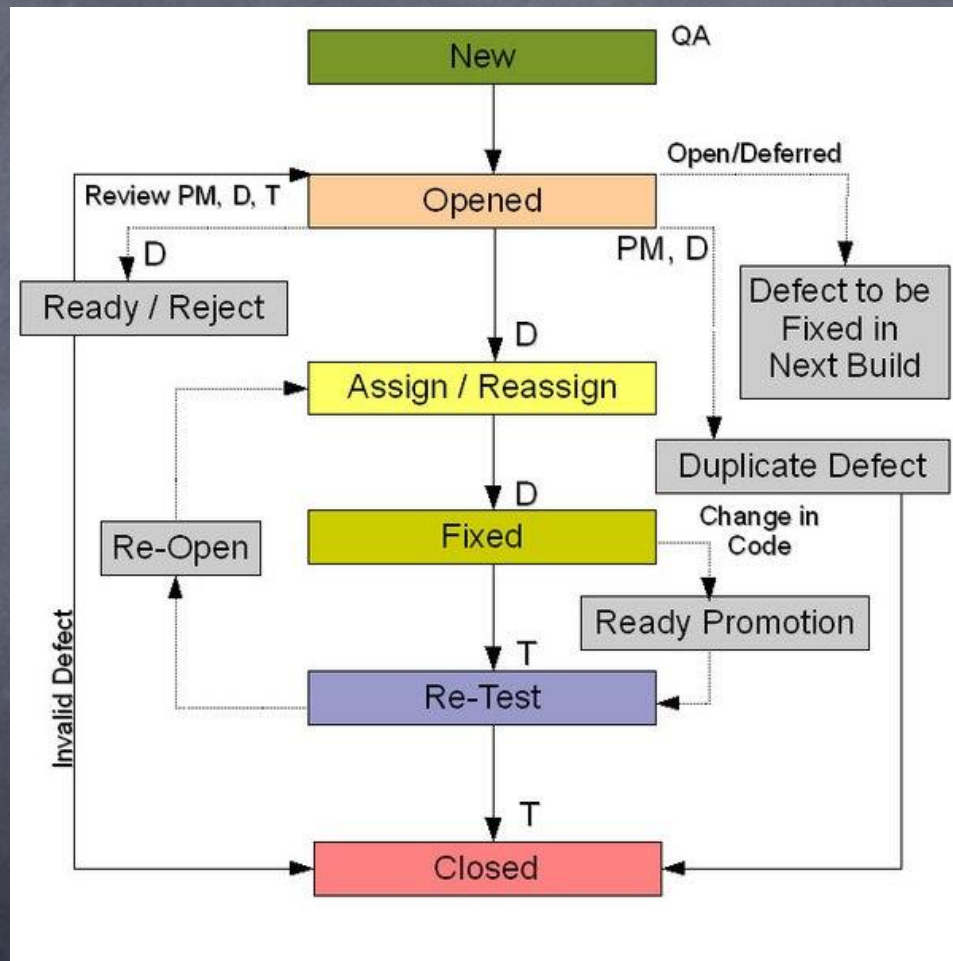 New
QA
Open/Deferred
Review PM, D, T
Opened
D
PM, D
Ready / Reject
Defect to be
Fixed in
Next Build
D
Assign / Reassign
Duplicate Defect
D
Change in
Code
Fixed
Re-Open
Ready Promotion
Invalid Defect
T
Re-Test
T
Closed